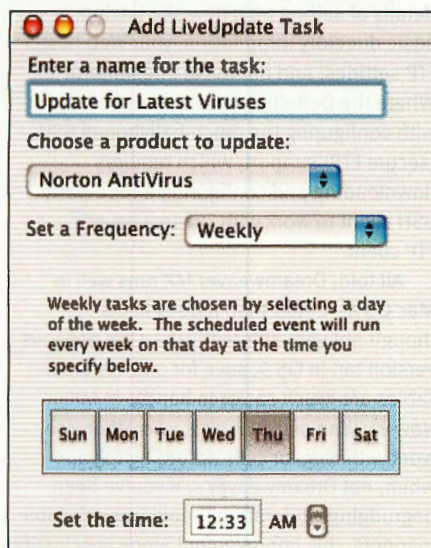 Add LiveUpdate Task
Enter a name for the task:
Update for Latest Viruses
Choose a product to update:
Norton AntiVirus
Set a Frequency: Weekly
Weekly tasks are chosen by selecting a day
of the week. The scheduled event will run
every week on that day at the time you
specify below.
Sun Mon Tue Wed Thu Fri Sat
Set the time: 12:33 AM